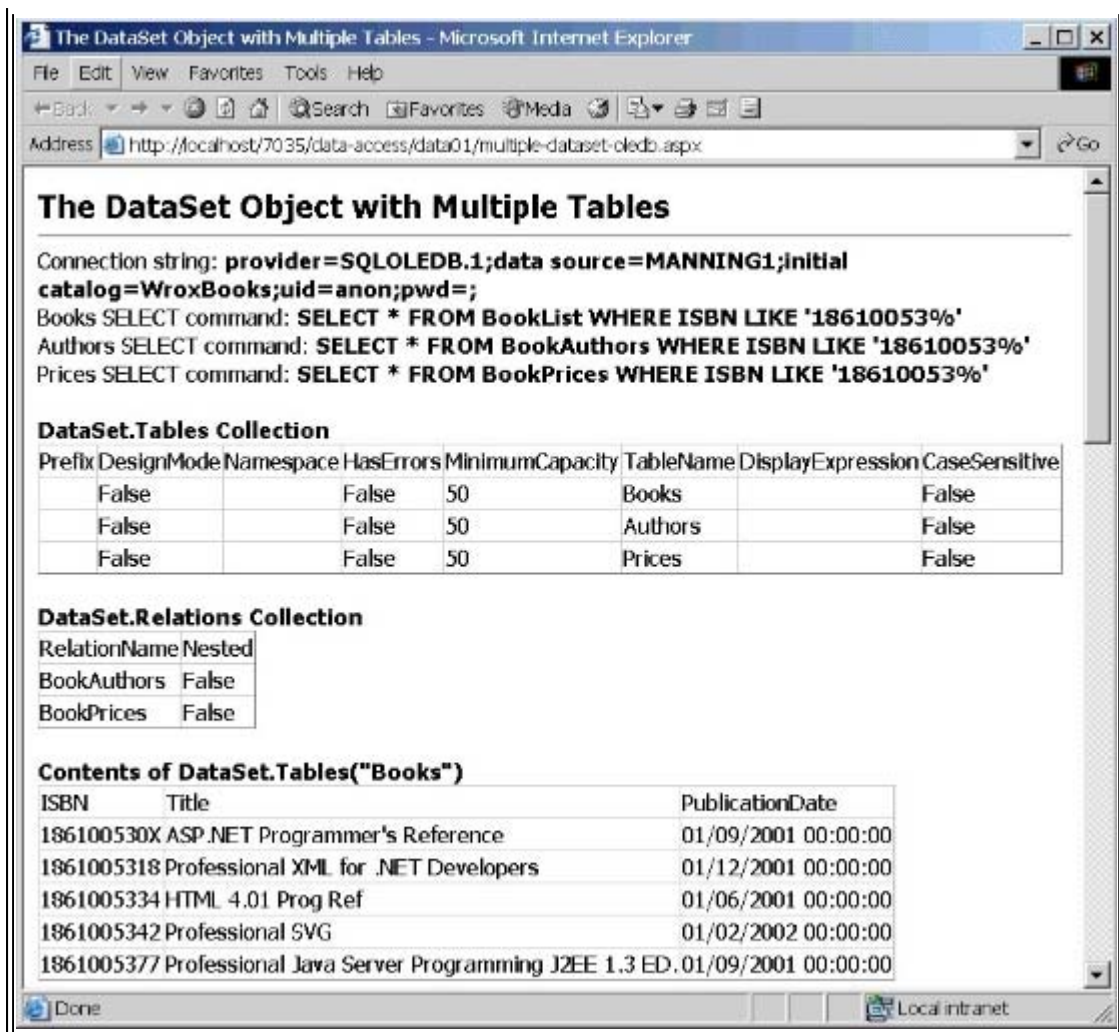 The DataSet Object with Multiple Tables - Microsoft Internet Explorer
File Edit View Favorites Tools Help
Back Search Favorites Media
Address http://localhost/7035/data-access/data01/multiple-dataset-oledb.aspx Go
The DataSet Object with Multiple Tables
Connection string: provider=SQLOLEDB.1;data source=MANNING1;initial
catalog=WroxBooks;uid=anon;pwd=;
Books SELECT command: SELECT * FROM BookList WHERE ISBN LIKE '18610053%'
Authors SELECT command: SELECT * FROM BookAuthors WHERE ISBN LIKE '18610053%'
Prices SELECT command: SELECT * FROM BookPrices WHERE ISBN LIKE '18610053%'
DataSet.Tables Collection
Prefix DesignMode Namespace HasErrors MinimumCapacity TableName DisplayExpression CaseSensitive
False False 50 Books False
False False 50 Authors False
False False 50 Prices False
DataSet.Relations Collection
RelationName Nested
BookAuthors False
BookPrices False
Contents of DataSet.Tables("Books")
ISBN Title PublicationDate
186100530X ASP.NET Programmer's Reference 01/09/2001 00:00:00
1861005318 Professional XML for .NET Developers 01/12/2001 00:00:00
1861005334 HTML 4.01 Prog Ref 01/06/2001 00:00:00
1861005342 Professional SVG 01/02/2002 00:00:00
1861005377 Professional Java Server Programming J2EE 1.3 ED. 01/09/2001 00:00:00
Done Local intranet